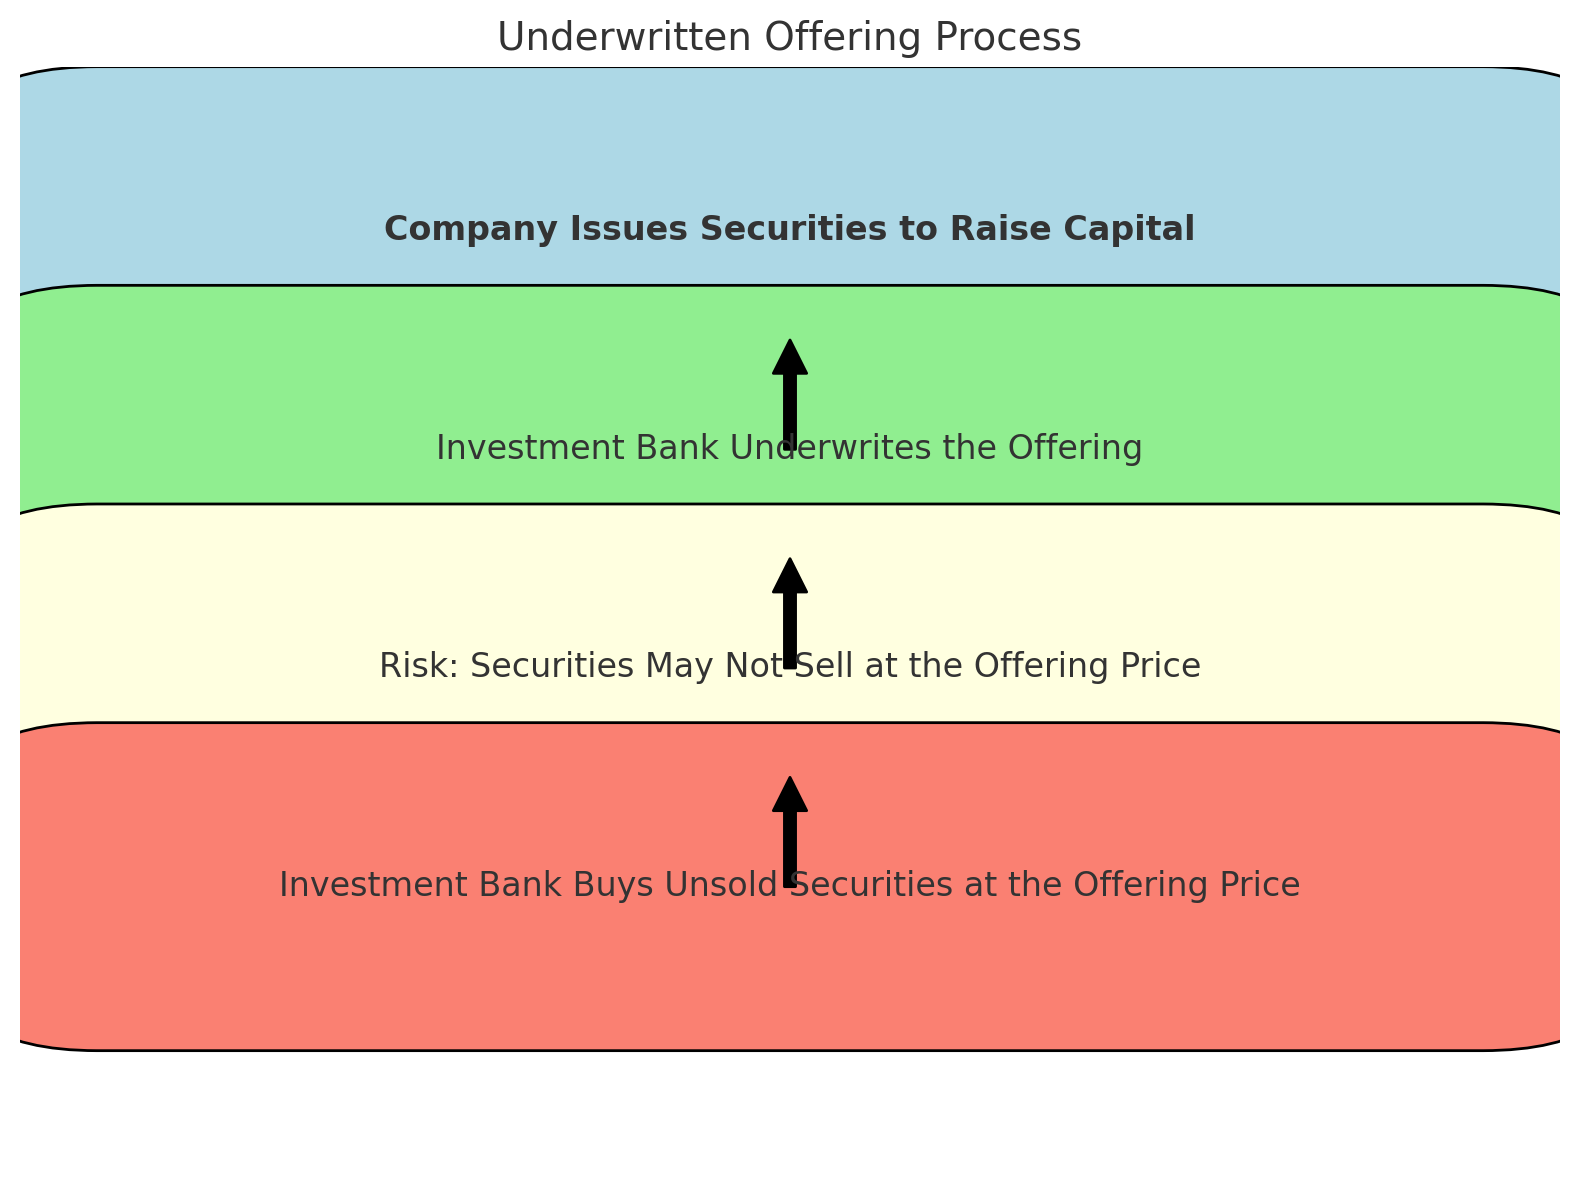 Underwritten Offering Process
Company Issues Securities to Raise Capital
Investment Bank Underwrites the Offering
Risk: Securities May Not Sell at the Offering Price
Investment Bank Buys Unsold Securities at the Offering Price